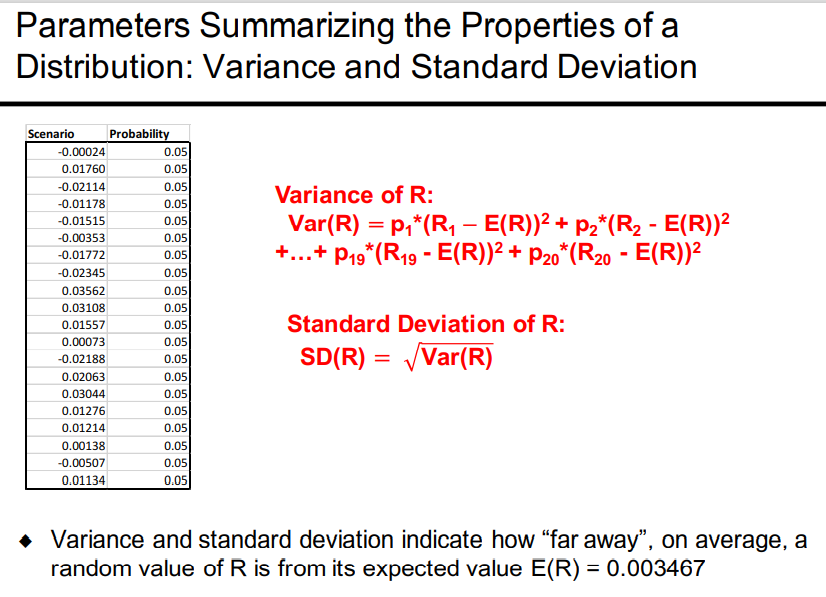 Parameters Summarizing the Properties of a
Distribution: Variance and Standard Deviation
Scenario Probability
-0.00024 0.05
0.01760 0.05
-0.02114 0.05
-0.01178 0.05
-0.01515 0.05
-0.00353 0.05
-0.01772 0.05
-0.02345 0.05
0.03562 0.05
0.03108 0.05
0.01557 0.05
0.00073 0.05
-0.02188 0.05
0.02063 0.05
0.03044 0.05
0.01276 0.05
0.01214 0.05
0.00138 0.05
-0.00507 0.05
0.01134 0.05
Variance of R:
Var(R) = p₁*(R₁ – E(R))² + p₂*(R₂ - E(R))²
+...+ p₁₉*(R₁₉ - E(R))² + p₂₀*(R₂₀ - E(R))²
Standard Deviation of R:
SD(R) = √Var(R)
◆ Variance and standard deviation indicate how “far away”, on average, a
random value of R is from its expected value E(R) = 0.003467